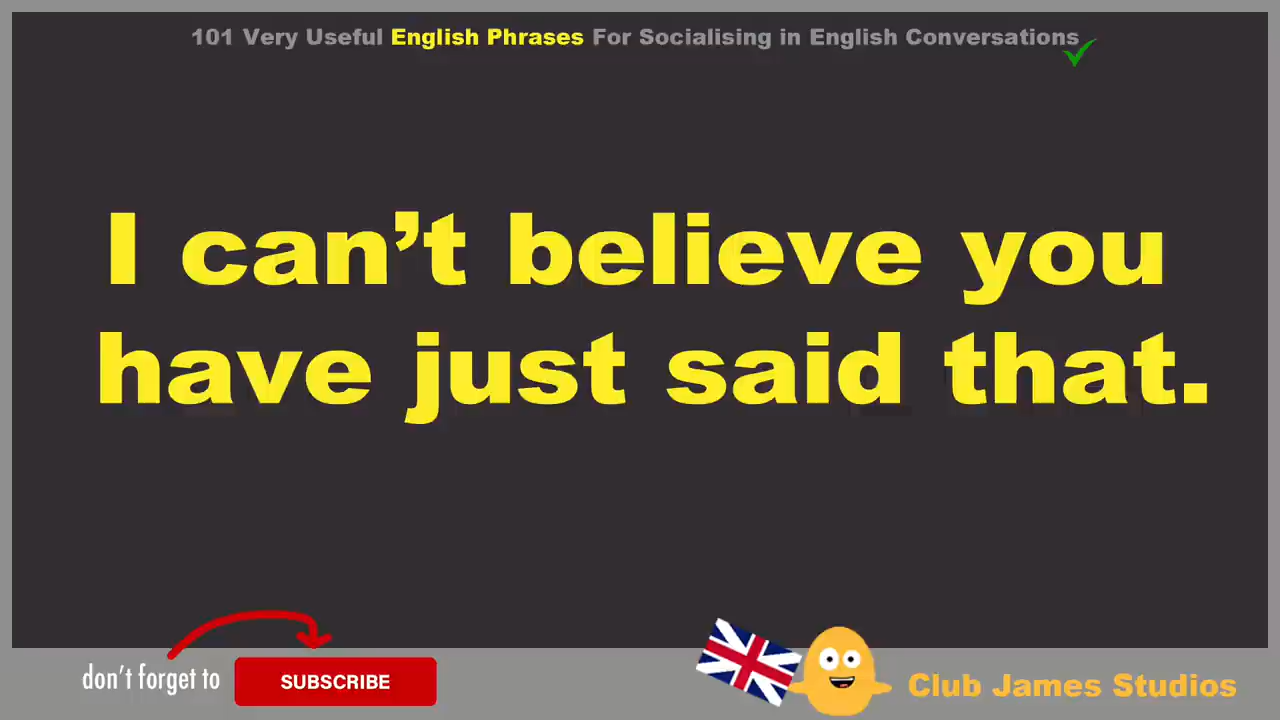 101 Very Useful English Phrases For Socialising in English Conversations
I can’t believe you
have just said that.
don’t forget to
SUBSCRIBE
Club James Studios